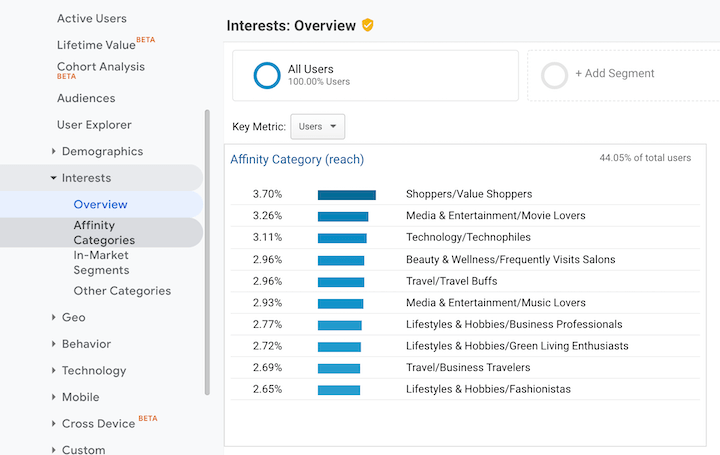 Active Users
Lifetime Value BETA
Cohort Analysis
BETA
Audiences
User Explorer
Demographics
Interests
Overview
Affinity
Categories
In-Market
Segments
Other Categories
Geo
Behavior
Technology
Mobile
Cross Device BETA
Custom
Interests: Overview
All Users
100.00% Users
+ Add Segment
Key Metric: Users
Affinity Category (reach) 44.05% of total users
3.70% Shoppers/Value Shoppers
3.26% Media & Entertainment/Movie Lovers
3.11% Technology/Technophiles
2.96% Beauty & Wellness/Frequently Visits Salons
2.96% Travel/Travel Buffs
2.93% Media & Entertainment/Music Lovers
2.77% Lifestyles & Hobbies/Business Professionals
2.72% Lifestyles & Hobbies/Green Living Enthusiasts
2.69% Travel/Business Travelers
2.65% Lifestyles & Hobbies/Fashionistas